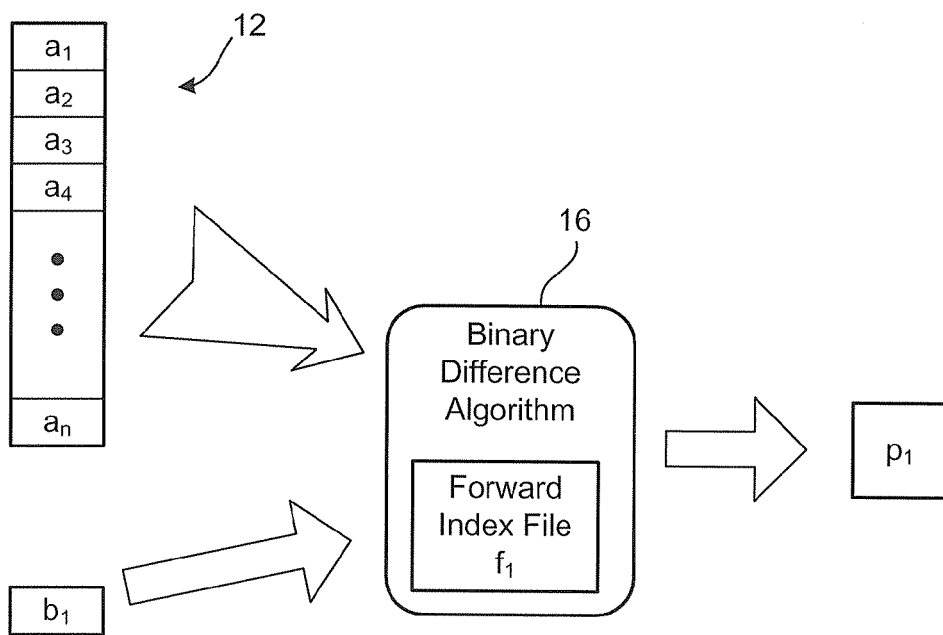 12
a₁
a₂
a₃
a₄
aₙ
16
Binary
Difference
Algorithm
Forward
Index File
f₁
p₁
b₁